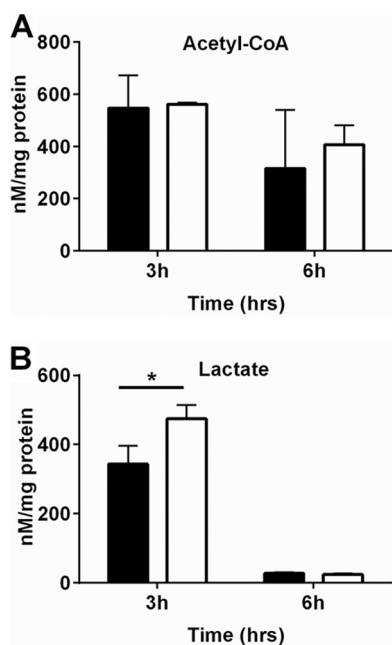 A
Acetyl-CoA
800
600
400
200
0
nM/mg protein
3h 6h
Time (hrs)
B
Lactate
*
600
400
200
0
nM/mg protein
3h 6h
Time (hrs)